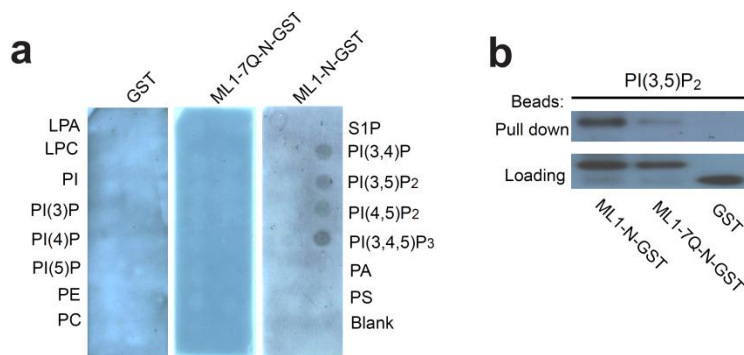 a
GST
ML1-7Q-N-GST
ML1-N-GST
LPA
LPC
PI
PI(3)P
PI(4)P
PI(5)P
PE
PC
S1P
PI(3,4)P
PI(3,5)P2
PI(4,5)P2
PI(3,4,5)P3
PA
PS
Blank
b
PI(3,5)P2
Beads:
Pull down
Loading
ML1-N-GST
ML1-7Q-N-GST
GST